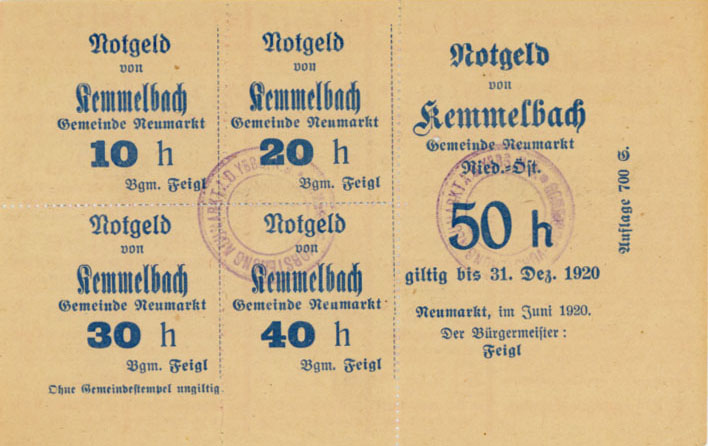 Notgeld
von
Kemmelbach
Gemeinde Neumarkt
10 h
Bgm. Feigl
Notgeld
von
Kemmelbach
Gemeinde Neumarkt
20 h
Bgm. Feigl
Notgeld
von
Kemmelbach
Gemeinde Neumarkt
30 h
Bgm. Feigl
Ohne Gemeindestempel ungiltig.
Notgeld
von
Kemmelbach
Gemeinde Neumarkt
40 h
Bgm. Feigl
Notgeld
von
Kemmelbach
Gemeinde Neumarkt
Nied.-Öst.
50 h
giltig bis 31. Dez. 1920
Neumarkt, im Juni 1920.
Der Bürgermeister:
Feigl
Auflage 700 G.